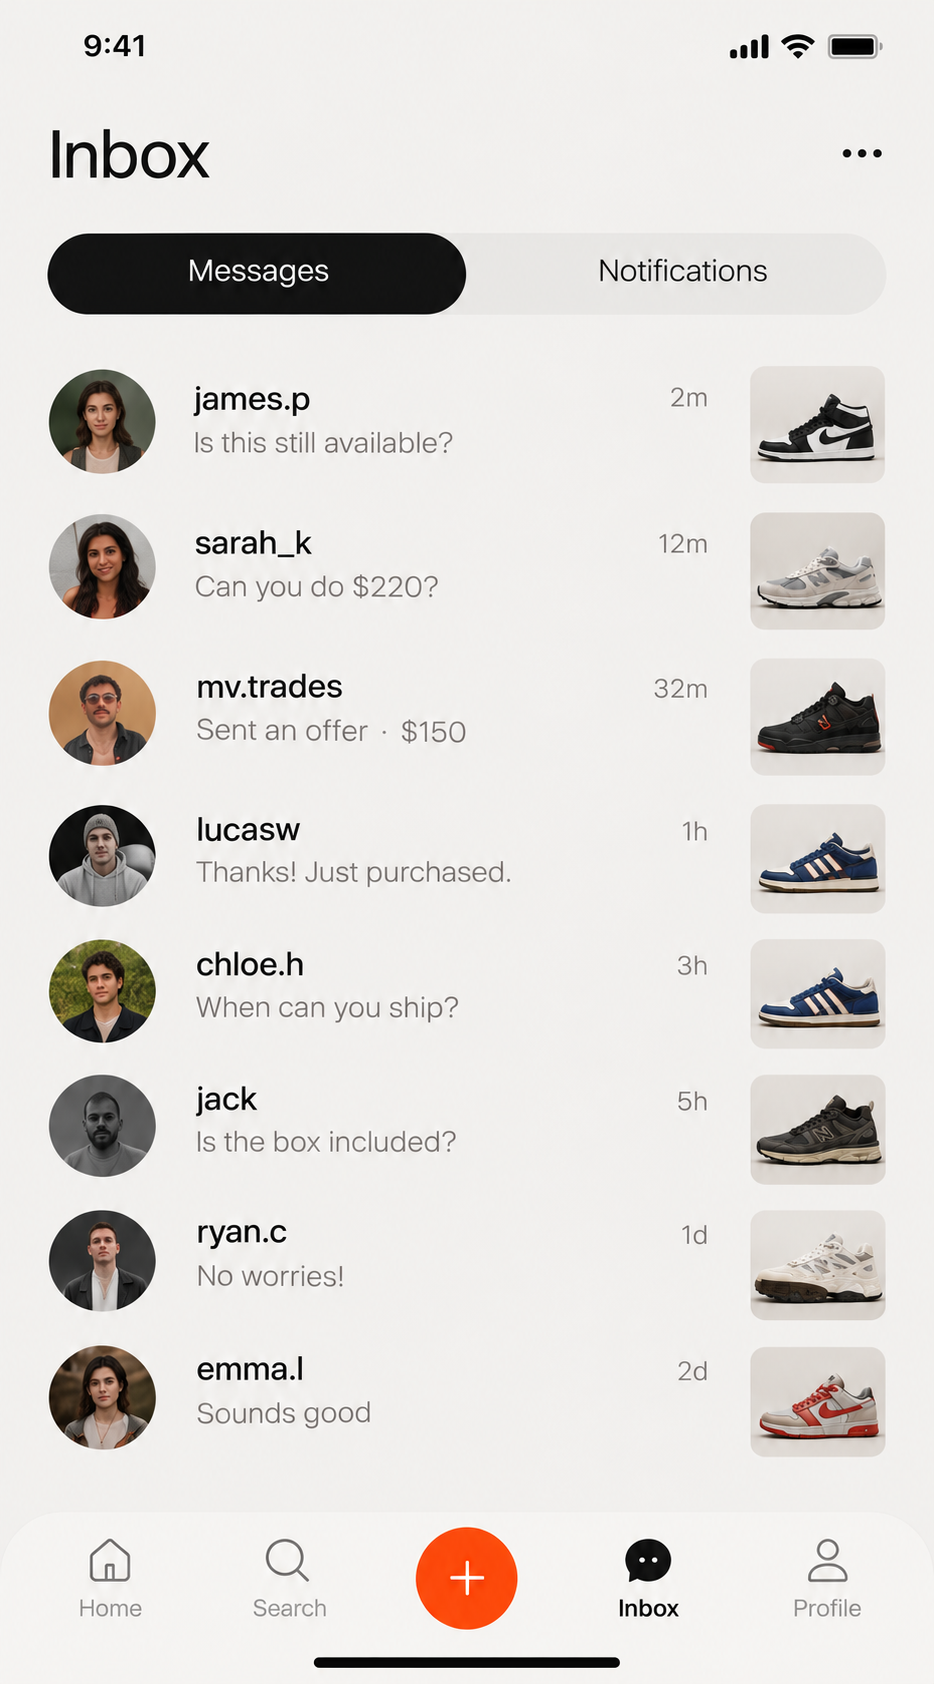 9:41
Inbox
Messages
Notifications
james.p
2m
Is this still available?
sarah_k
12m
Can you do $220?
mv.trades
32m
Sent an offer · $150
lucasw
1h
Thanks! Just purchased.
chloe.h
3h
When can you ship?
jack
5h
Is the box included?
ryan.c
1d
No worries!
emma.l
2d
Sounds good
Home
Search
Inbox
Profile